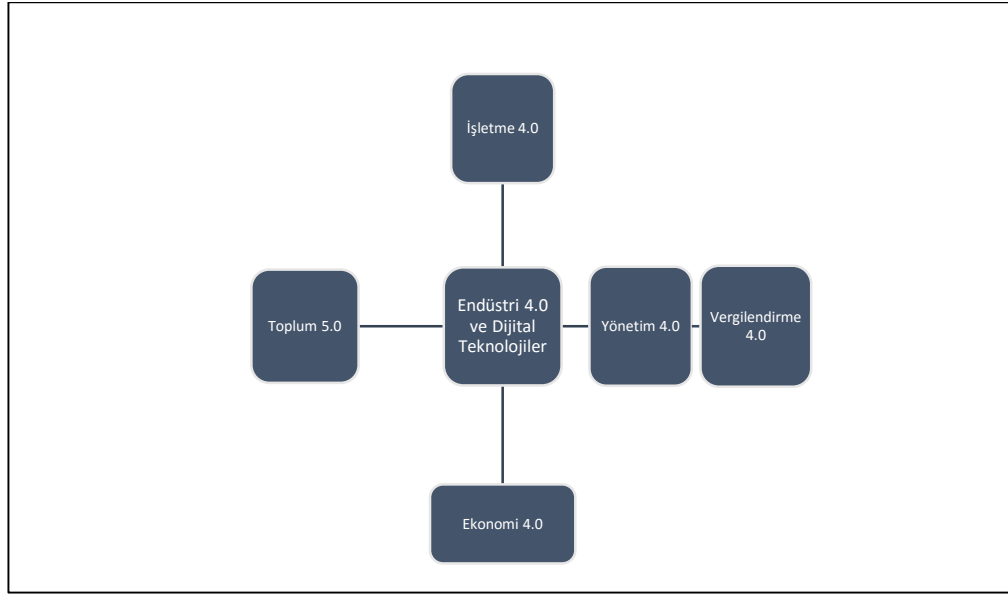 İşletme 4.0
Toplum 5.0
Endüstri 4.0
ve Dijital
Teknolojiler
Yönetim 4.0
Vergilendirme
4.0
Ekonomi 4.0